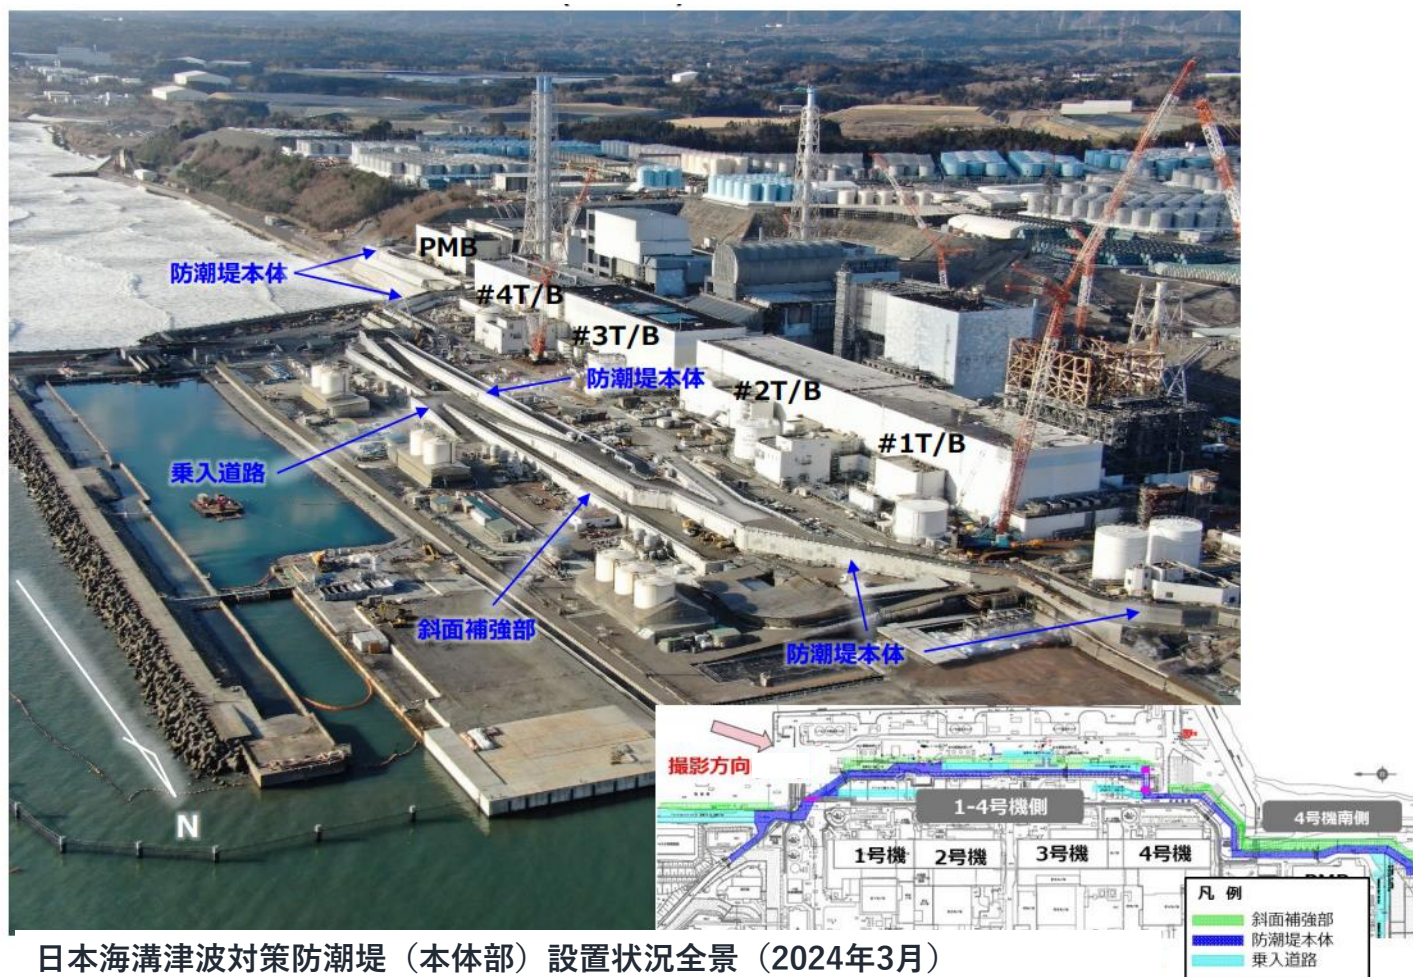 PMB
防潮堤本体
#4T/B
#3T/B
防潮堤本体
#2T/B
#1T/B
乗入道路
斜面補強部
防潮堤本体
N
撮影方向
1-4号機側
4号機南側
1号機
2号機
3号機
4号機
凡 例
斜面補強部
防潮堤本体
乗入道路
日本海溝津波対策防潮堤（本体部）設置状況全景（2024年3月）